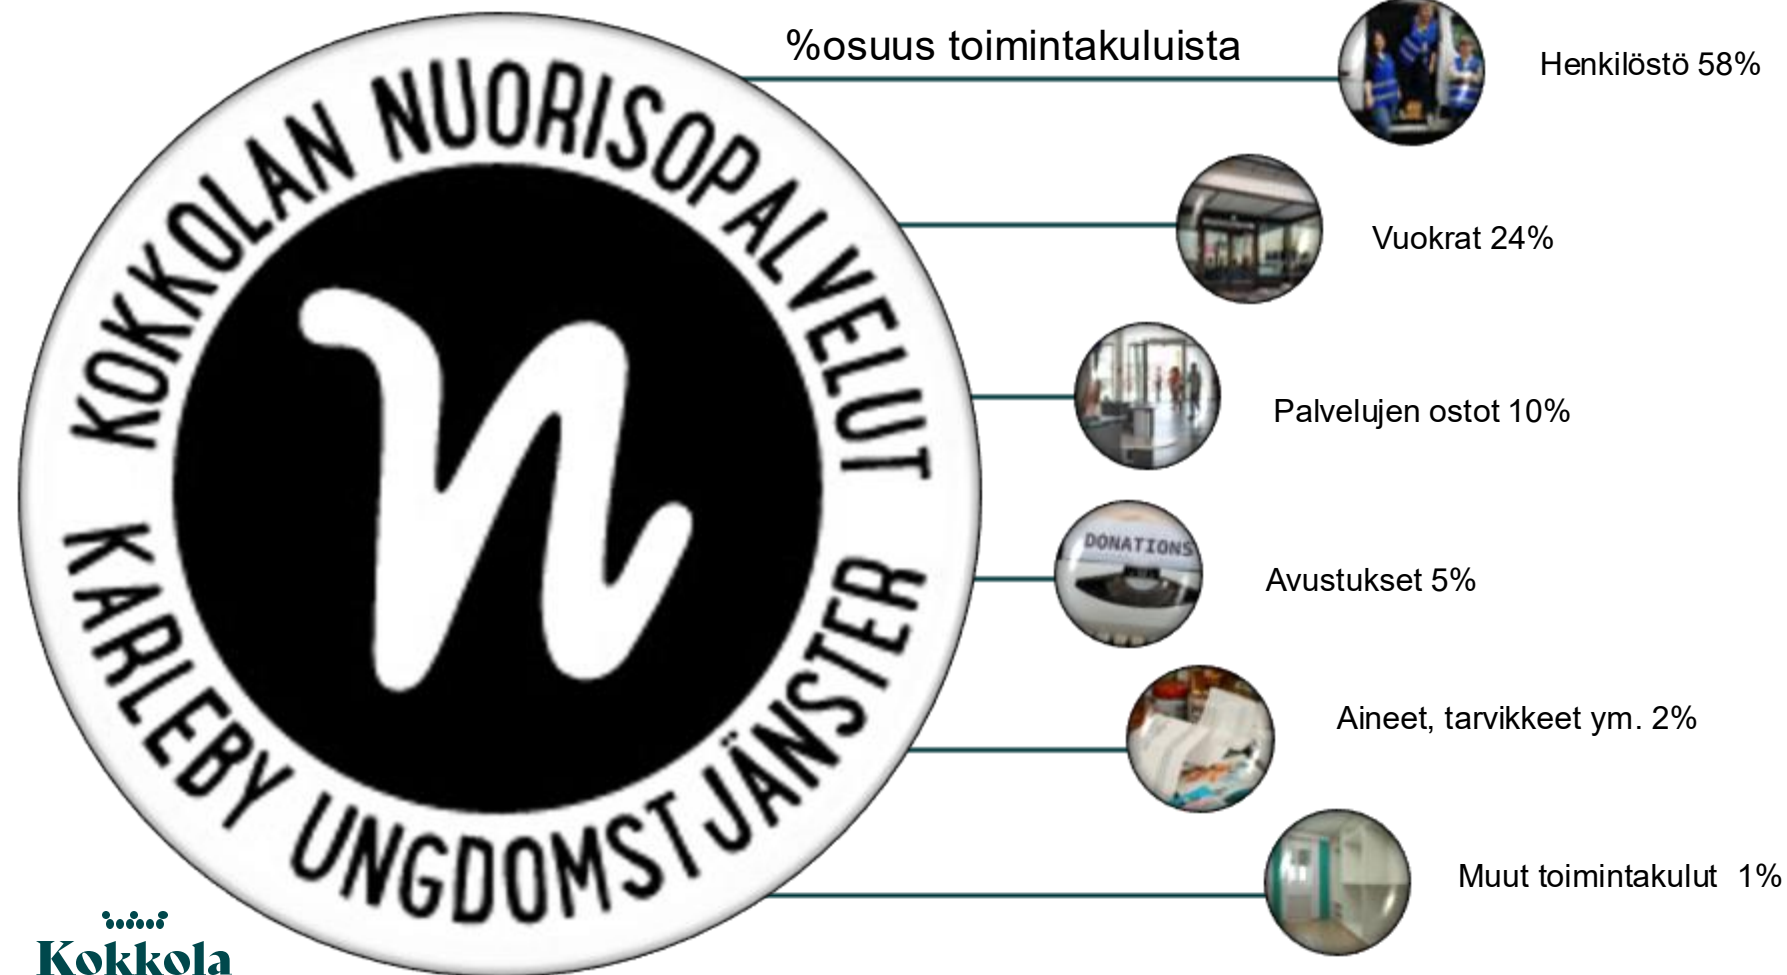 %osuus toimintakuluista
KOKKOLAN NUORISOPALVELUT
KARLEBY UNGDOMSTJÄNSTER
n
Henkilöstö 58%
Vuokrat 24%
Palvelujen ostot 10%
DONATIONS
Avustukset 5%
Aineet, tarvikkeet ym. 2%
Muut toimintakulut 1%
Kokkola